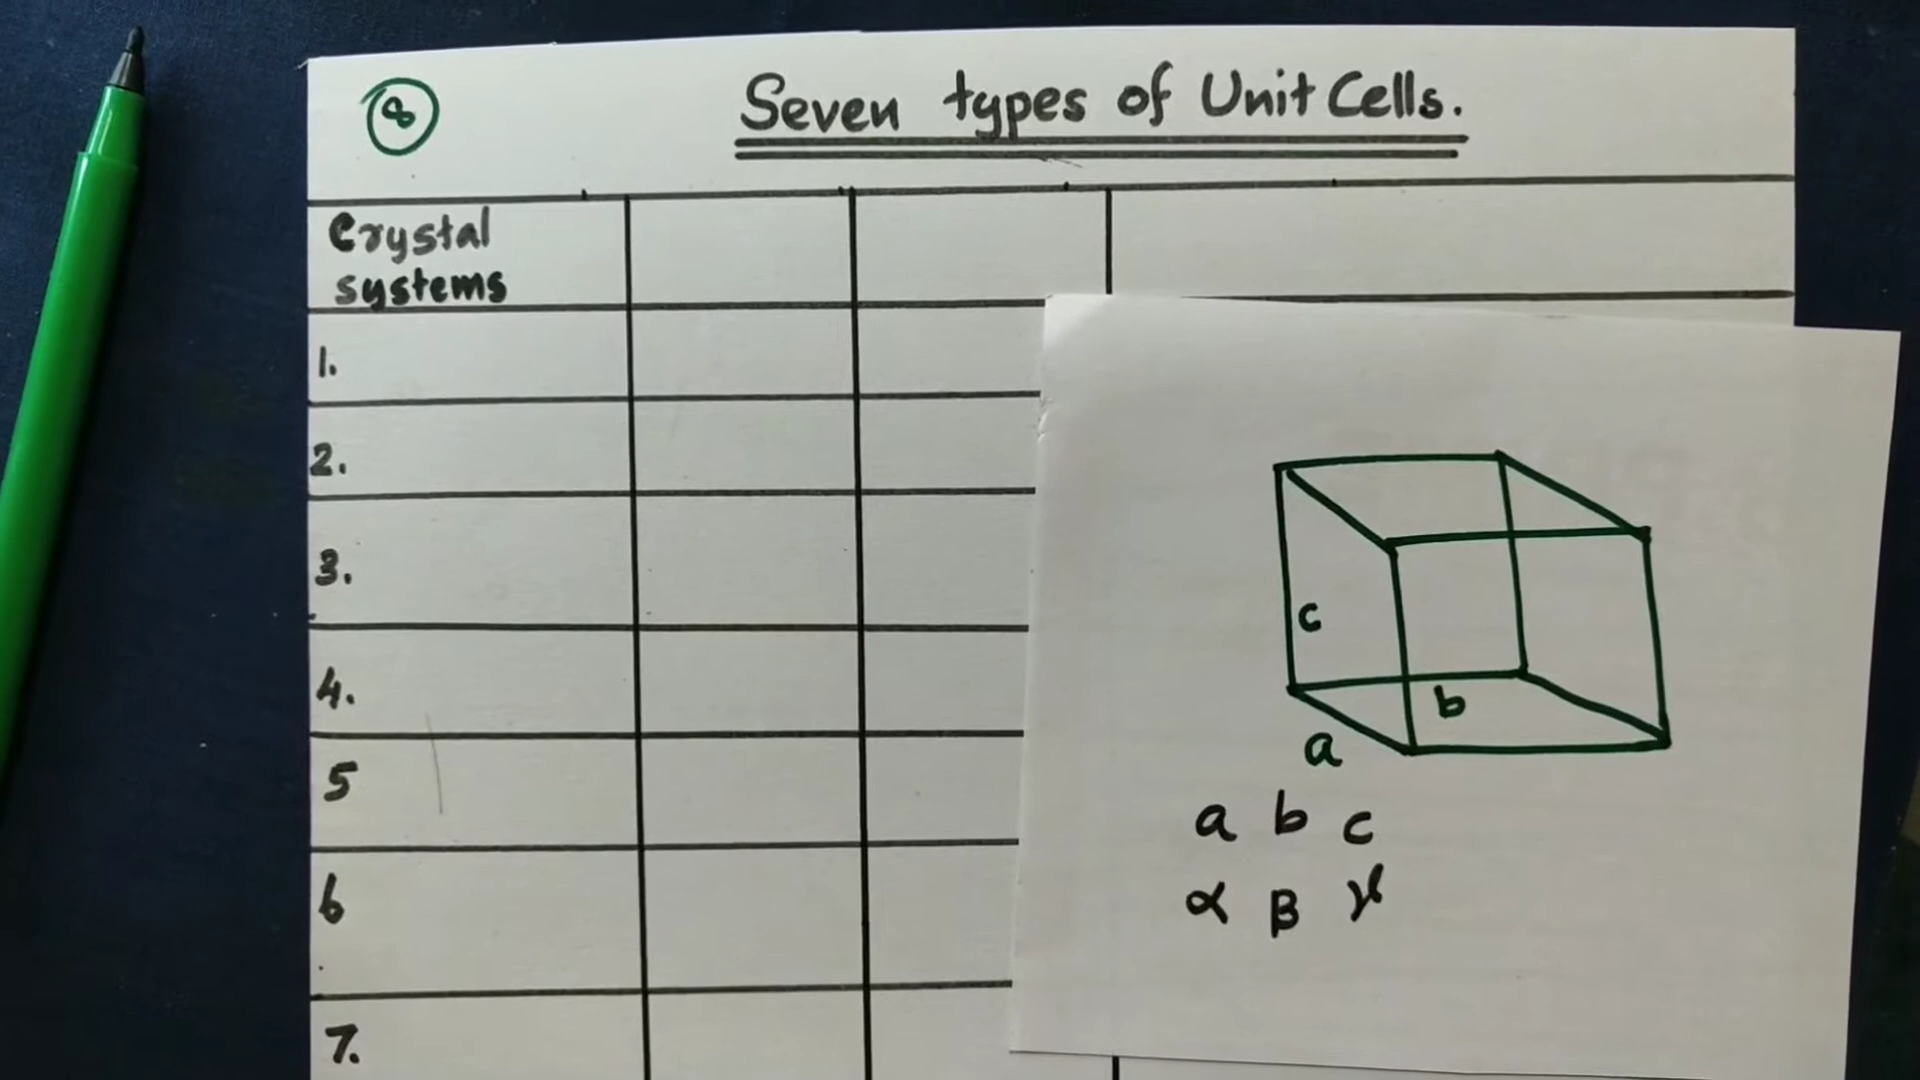 8
Seven types of Unit Cells.
Crystal
systems
1.
2.
3.
4.
5
6
7.
c
b
a
a b c
α β γ